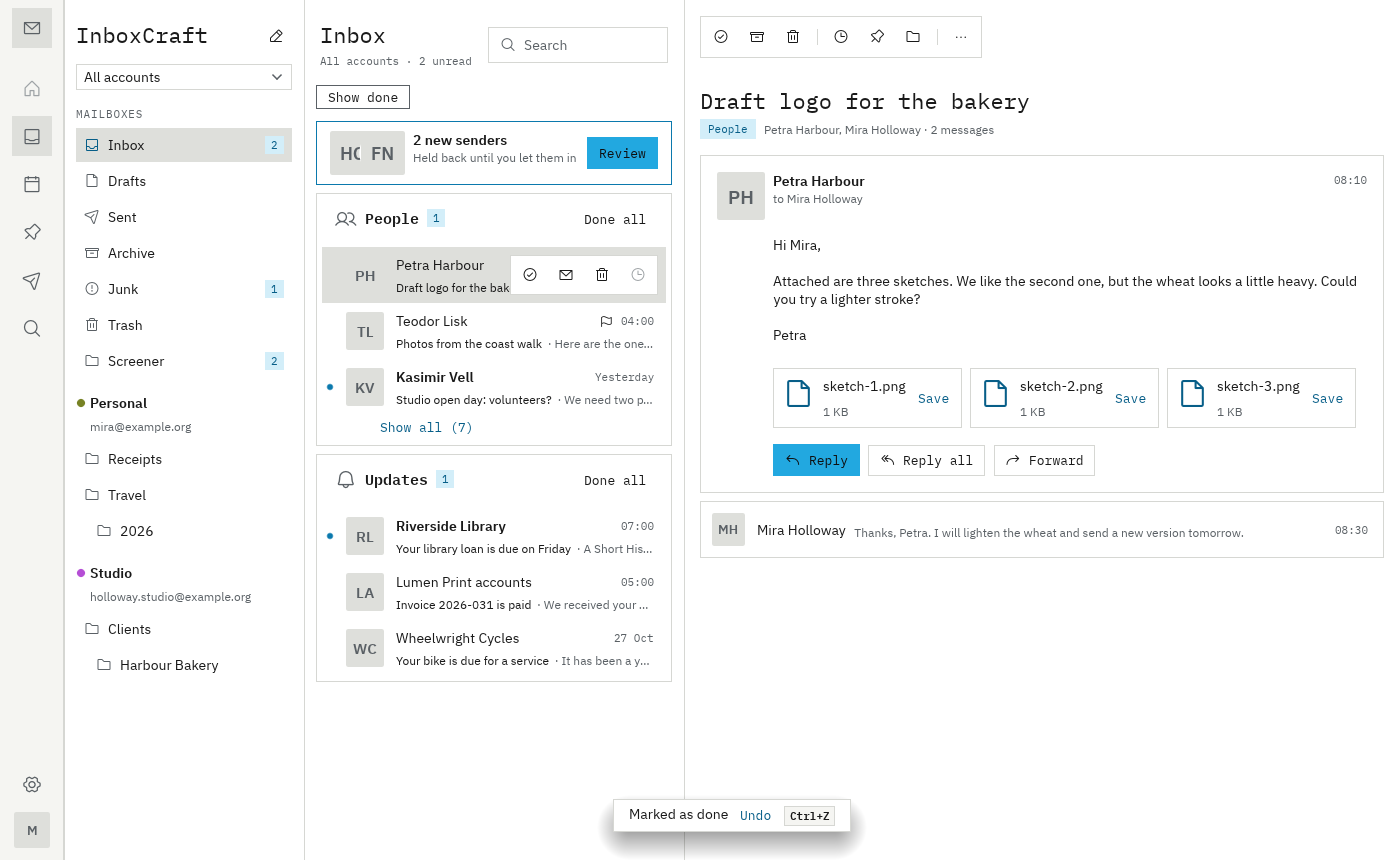 InboxCraft
All accounts
MAILBOXES
Inbox 2
Drafts
Sent
Archive
Junk 1
Trash
Screener 2
Personal
mira@example.org
Receipts
Travel
2026
Studio
holloway.studio@example.org
Clients
Harbour Bakery
M
Inbox
All accounts · 2 unread
Search
Show done
FN
2 new senders
Held back until you let them in
Review
People 1
Done all
PH
Petra Harbour
Draft logo for the bak
TL
Teodor Lisk
04:00
Photos from the coast walk · Here are the one…
KV
Kasimir Vell
Yesterday
Studio open day: volunteers? · We need two p…
Show all (7)
Updates 1
Done all
RL
Riverside Library
07:00
Your library loan is due on Friday · A Short His…
LA
Lumen Print accounts
05:00
Invoice 2026-031 is paid · We received your …
WC
Wheelwright Cycles
27 Oct
Your bike is due for a service · It has been a y…
Draft logo for the bakery
People
Petra Harbour, Mira Holloway · 2 messages
PH
Petra Harbour
08:10
to Mira Holloway
Hi Mira,
Attached are three sketches. We like the second one, but the wheat looks a little heavy. Could
you try a lighter stroke?
Petra
sketch-1.png
1 KB
Save
sketch-2.png
1 KB
Save
sketch-3.png
1 KB
Save
Reply
Reply all
Forward
MH
Mira Holloway
Thanks, Petra. I will lighten the wheat and send a new version tomorrow.
08:30
Marked as done Undo Ctrl+Z